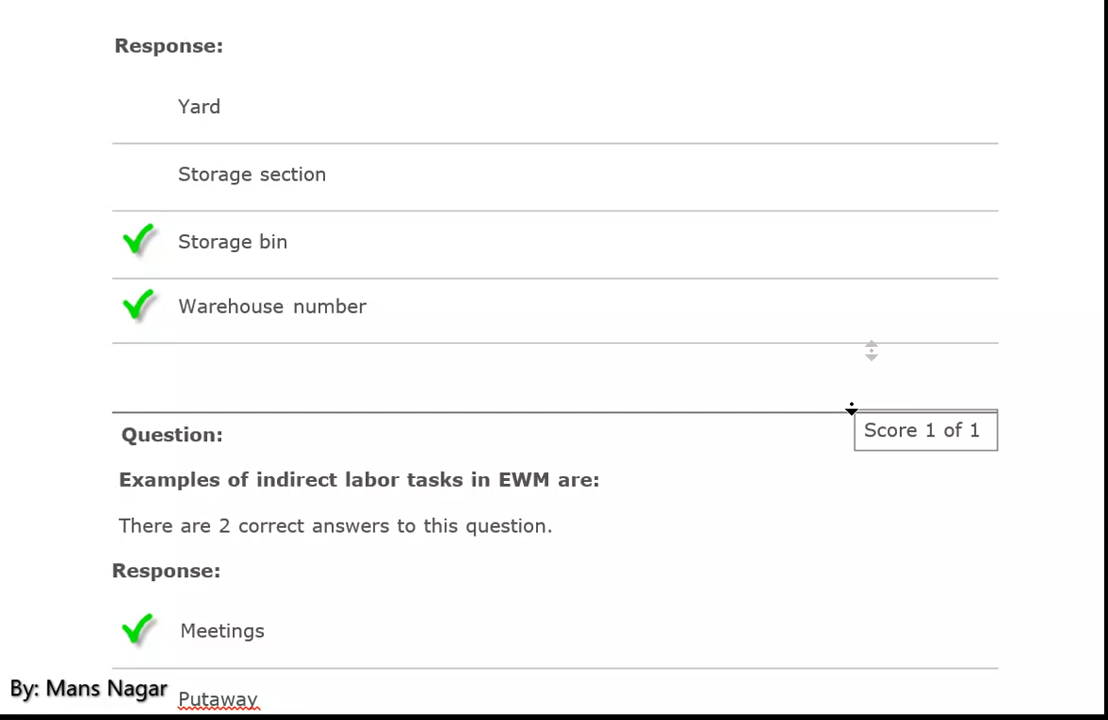 Response:
Yard
Storage section
Storage bin
Warehouse number
Score 1 of 1
Question:
Examples of indirect labor tasks in EWM are:
There are 2 correct answers to this question.
Response:
Meetings
By: Mans Nagar
Putaway